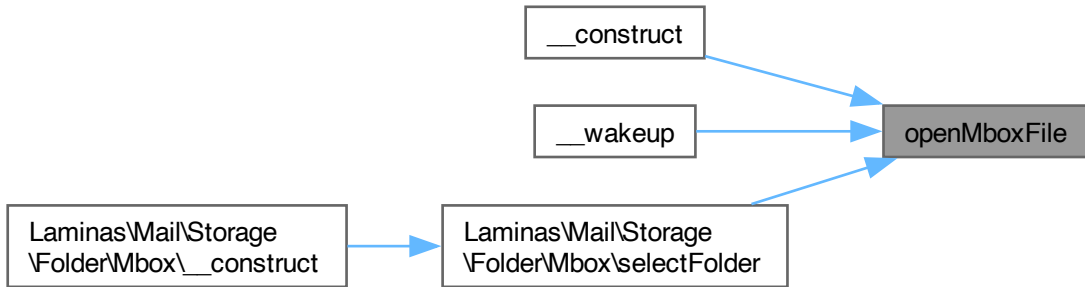 __construct
__wakeup
openMboxFile
Laminas\Mail\Storage
\Folder\Mbox\__construct
Laminas\Mail\Storage
\Folder\Mbox\selectFolder